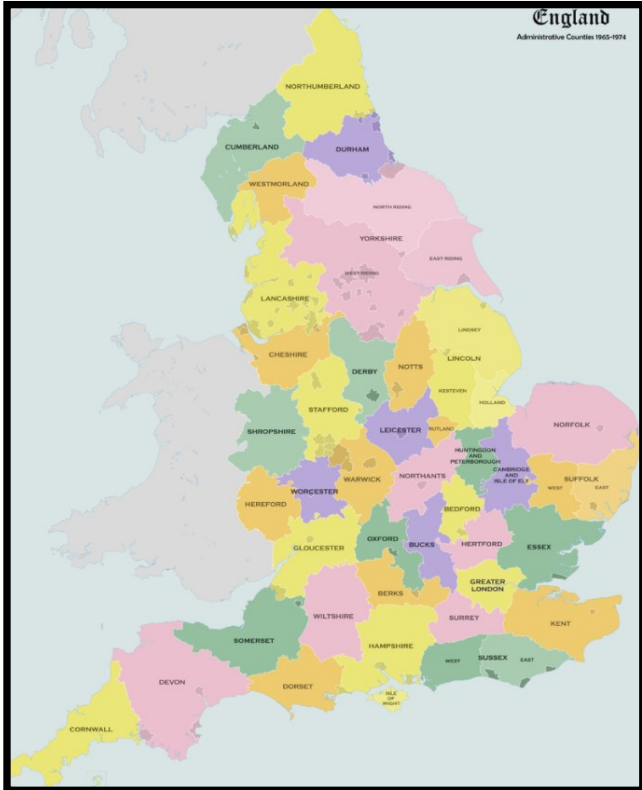 England
Administrative Counties 1965-1974
NORTHUMBERLAND
CUMBERLAND
DURHAM
WESTMORLAND
NORTH RIDING
YORKSHIRE
EAST RIDING
WEST RIDING
LANCASHIRE
LINDSEY
CHESHIRE
DERBY
NOTTS
LINCOLN
KESTEVEN
HOLLAND
STAFFORD
SHROPSHIRE
LEICESTER
RUTLAND
NORFOLK
HUNTINGDON
AND
PETERBOROUGH
CAMBRIDGE
AND
ISLE OF ELY
NORTHANTS
WARWICK
WORCESTER
HEREFORD
SUFFOLK
WEST
EAST
BEDFORD
OXFORD
BUCKS
HERTFORD
ESSEX
GLOUCESTER
GREATER
LONDON
BERKS
WILTSHIRE
SURREY
KENT
SOMERSET
HAMPSHIRE
WEST
SUSSEX
EAST
DEVON
DORSET
ISLE
OF
WIGHT
CORNWALL